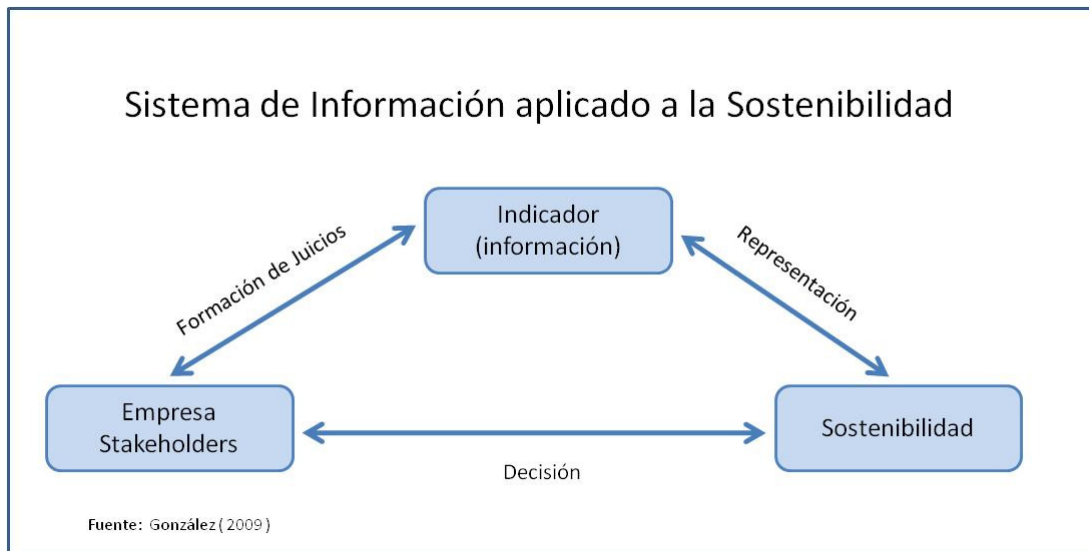 Sistema de Información aplicado a la Sostenibilidad
Indicador
(información)
Formación de Juicios
Representación
Empresa
Stakeholders
Sostenibilidad
Decisión
Fuente: González ( 2009 )